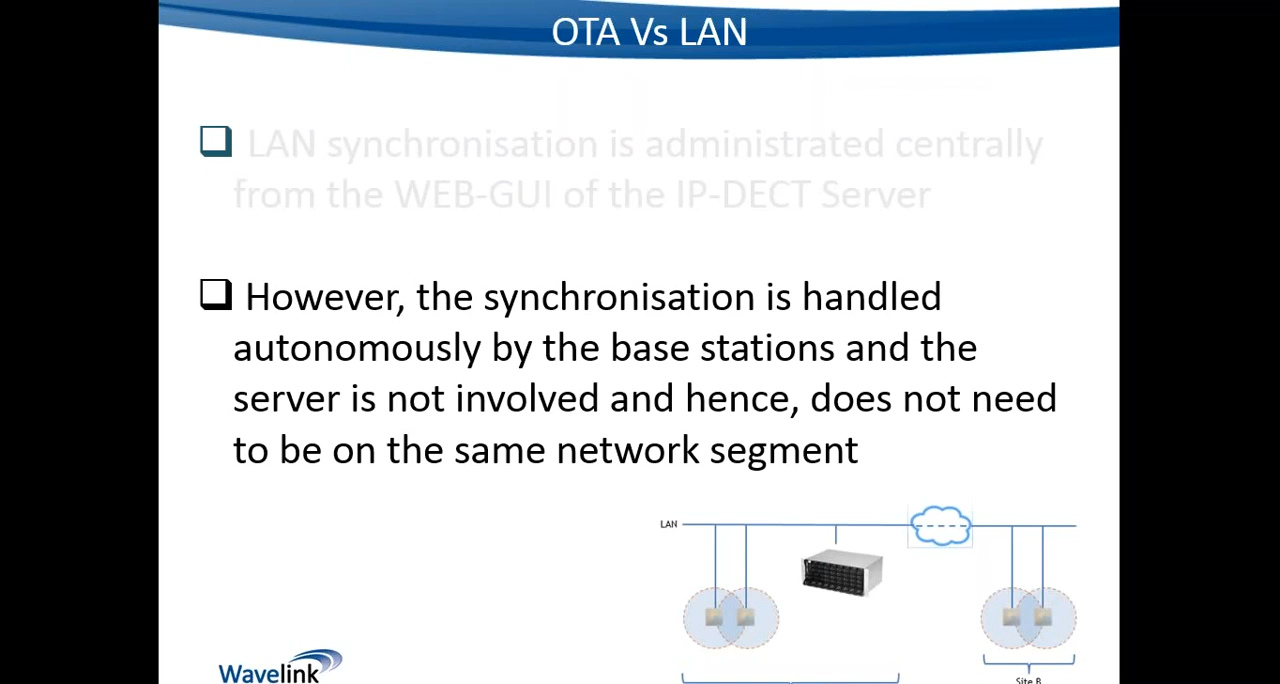 OTA Vs LAN
LAN synchronisation is administrated centrally
from the WEB-GUI of the IP-DECT Server
However, the synchronisation is handled
autonomously by the base stations and the
server is not involved and hence, does not need
to be on the same network segment
LAN
Site B
Wavelink